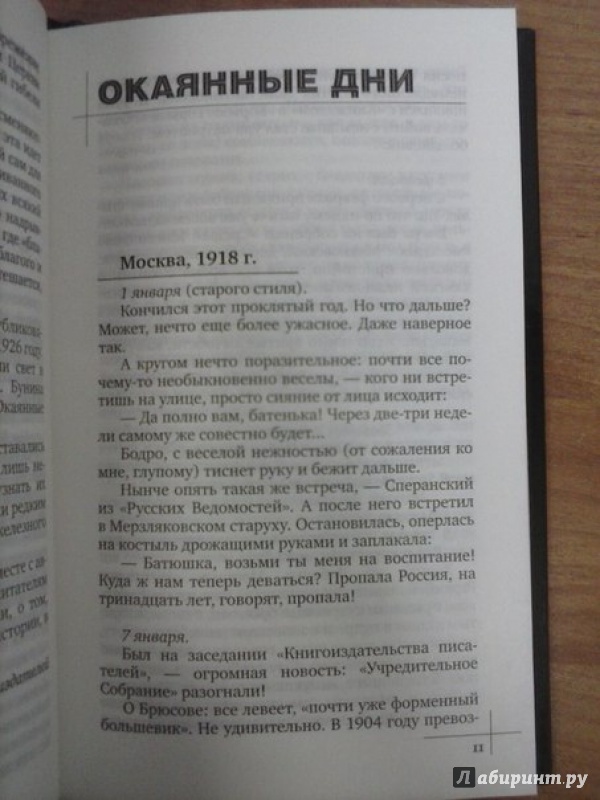 ОКАЯННЫЕ ДНИ
Москва, 1918 г.
1 января (старого стиля).
Кончился этот проклятый год. Но что дальше?
Может, нечто еще более ужасное. Даже наверное
так.
А кругом нечто поразительное: почти все по-
чему-то необыкновенно веселы, — кого ни встре-
тишь на улице, просто сияние от лица исходит:
— Да полно вам, батенька! Через две-три неде-
ли самому же совестно будет...
Бодро, с веселой нежностью (от сожаления ко
мне, глупому) тиснет руку и бежит дальше.
Нынче опять такая же встреча, — Сперанский
из «Русских Ведомостей». А после него встретил
в Мерзляковском старуху. Остановилась, оперлась
на костыль дрожащими руками и заплакала:
— Батюшка, возьми ты меня на воспитание!
Куда ж нам теперь деваться? Пропала Россия, на
тринадцать лет, говорят, пропала!
7 января.
Был на заседании «Книгоиздательства писа-
телей», — огромная новость: «Учредительное
Собрание» разогнали!
О Брюсове: все левеет, «почти уже форменный
большевик». Не удивительно. В 1904 году превоз-
11
лабиринт.ру